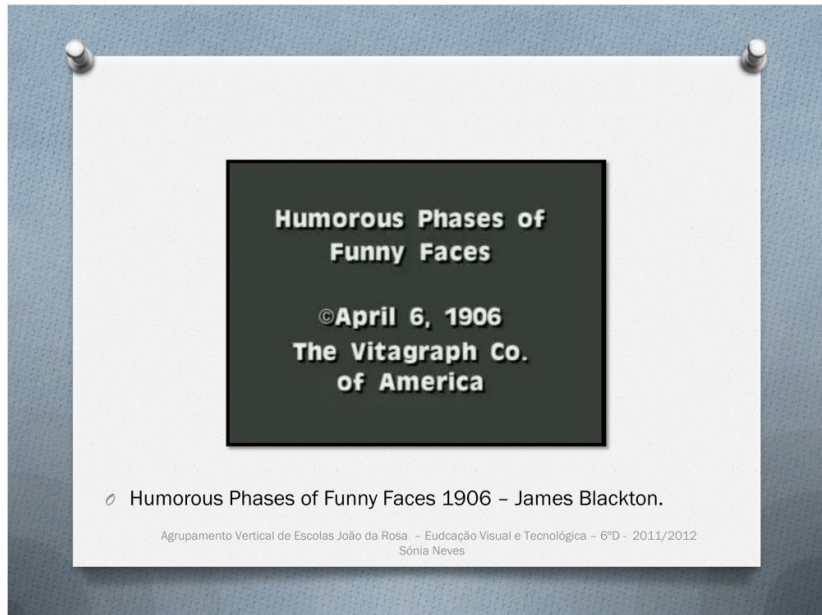 Humorous Phases of
Funny Faces
©April 6, 1906
The Vitagraph Co.
of America
Humorous Phases of Funny Faces 1906 – James Blackton.
Agrupamento Vertical de Escolas João da Rosa – Eudcação Visual e Tecnológica – 6ºD - 2011/2012
Sónia Neves